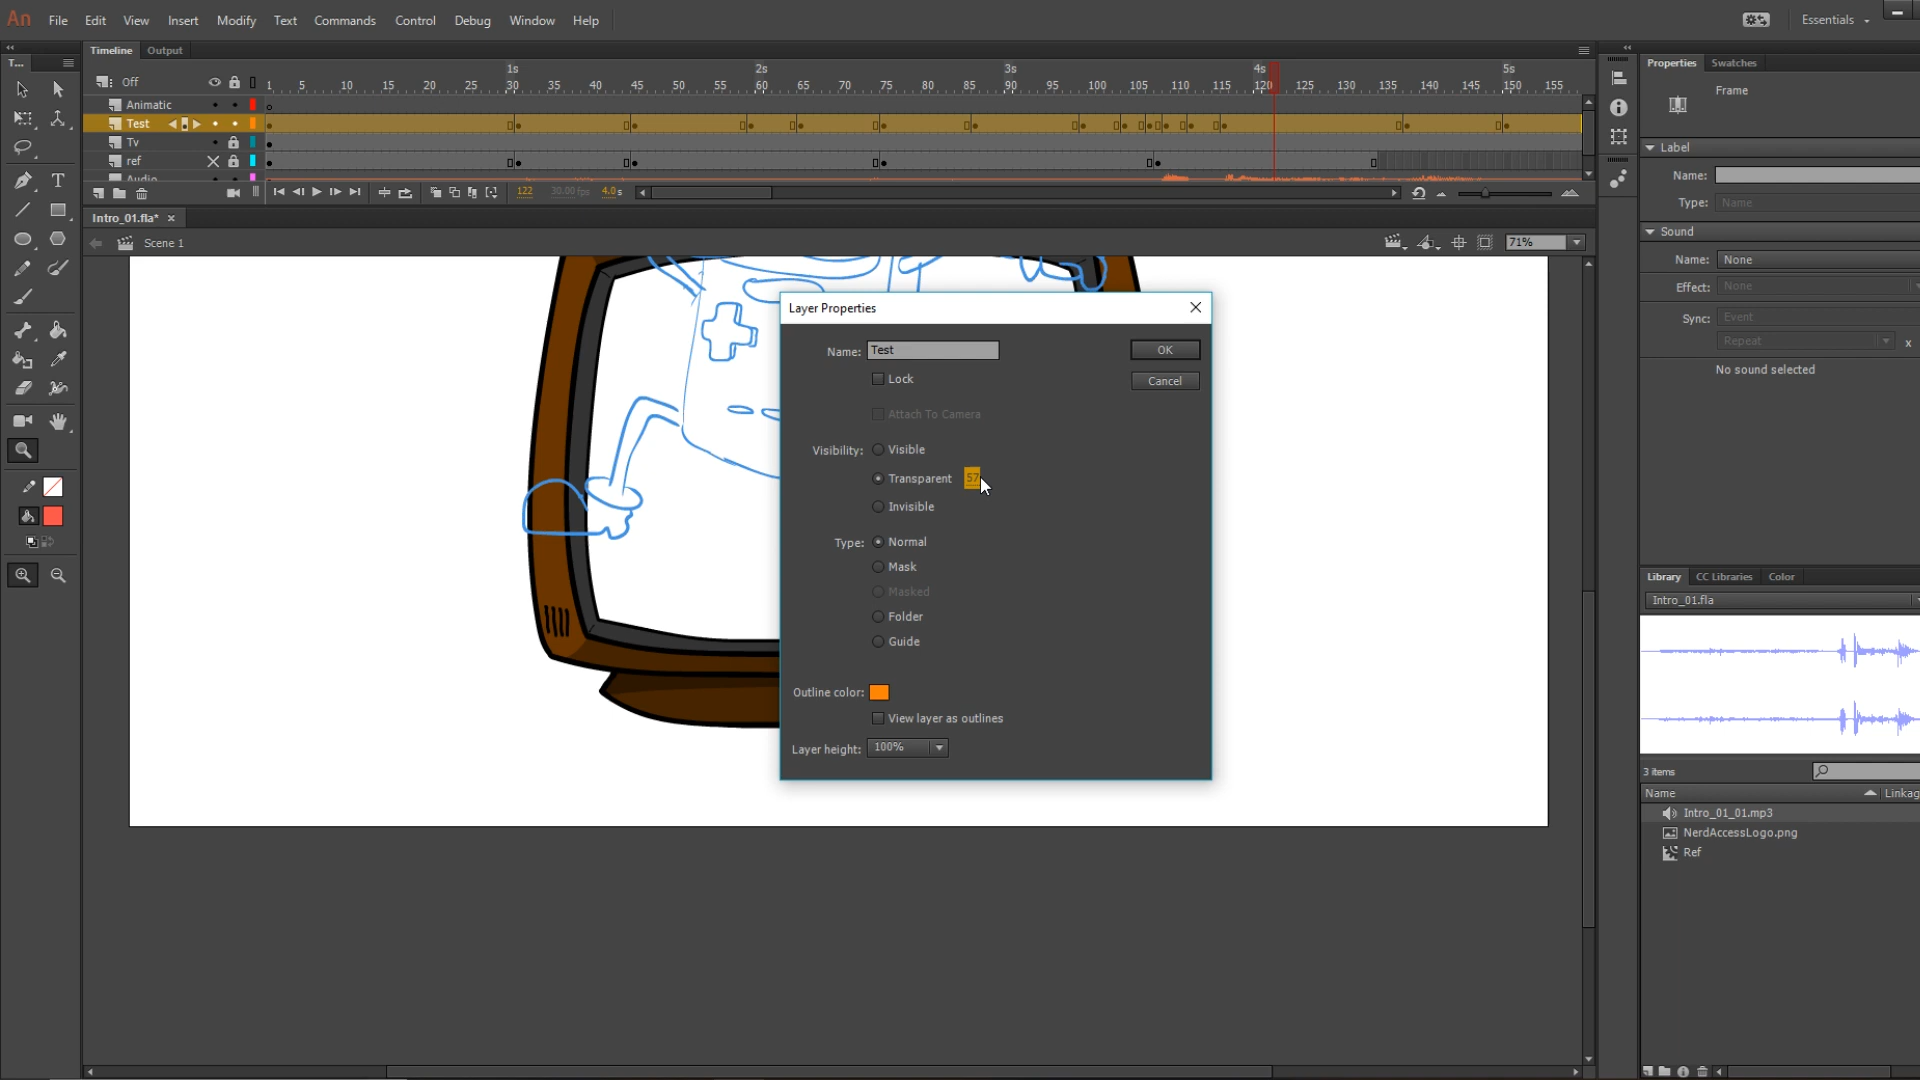 An File Edit View Insert Modify Text Commands Control Debug Window Help Essentials
T... Timeline Output Properties Swatches
Off 1s 2s 3s 4s 5s
1 5 10 15 20 25 30 35 40 45 50 55 60 65 70 75 80 85 90 95 100 105 110 115 120 125 130 135 140 145 150 155
Frame
Animatic
Test
Tv
ref
Audio
122 30.00 fps 4.0 s
Label
Name:
Type: Name
Sound
Name: None
Effect: None
Sync: Event
Repeat x
No sound selected
Intro_01.fla* ×
Scene 1 71%
Layer Properties
Name: Test OK
Lock Cancel
Attach To Camera
Visibility: Visible
Transparent 57
Invisible
Type: Normal
Mask
Masked
Folder
Guide
Outline color:
View layer as outlines
Layer height: 100%
Library CC Libraries Color
Intro_01.fla
3 items
Name Linkag
Intro_01_01.mp3
NerdAccessLogo.png
Ref